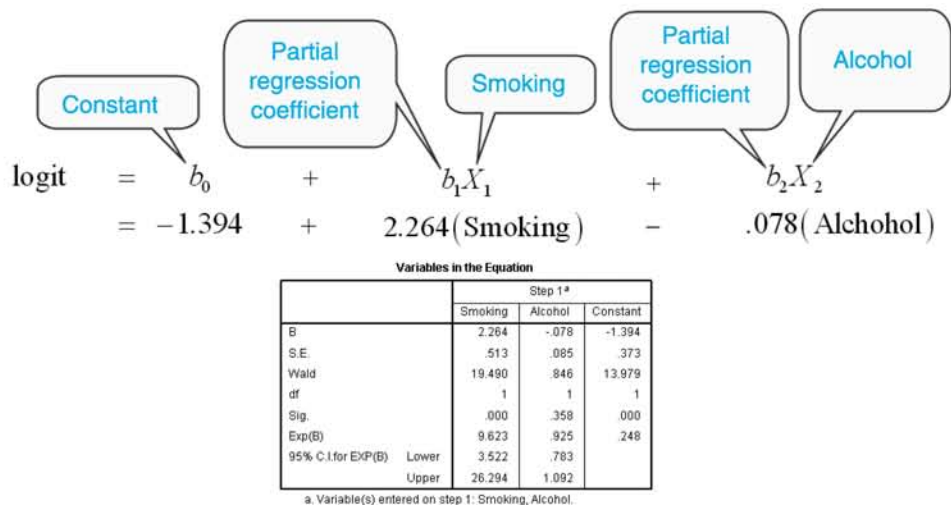 Constant
Partial
regression
coefficient
Smoking
Partial
regression
coefficient
Alcohol
logit = b₀ + b₁X₁ + b₂X₂
= −1.394 + 2.264(Smoking) − .078(Alchohol)
Variables in the Equation
Step 1ª
Smoking Alcohol Constant
B 2.264 -.078 -1.394
S.E. .513 .085 .373
Wald 19.490 .846 13.979
df 1 1 1
Sig. .000 .358 .000
Exp(B) 9.623 .925 .248
95% C.I.for EXP(B) Lower 3.522 .783
Upper 26.294 1.092
a. Variable(s) entered on step 1: Smoking, Alcohol.